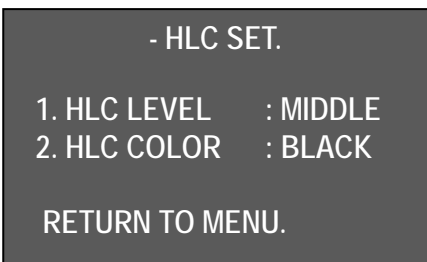 - HLC SET.
1. HLC LEVEL : MIDDLE
2. HLC COLOR : BLACK
RETURN TO MENU.